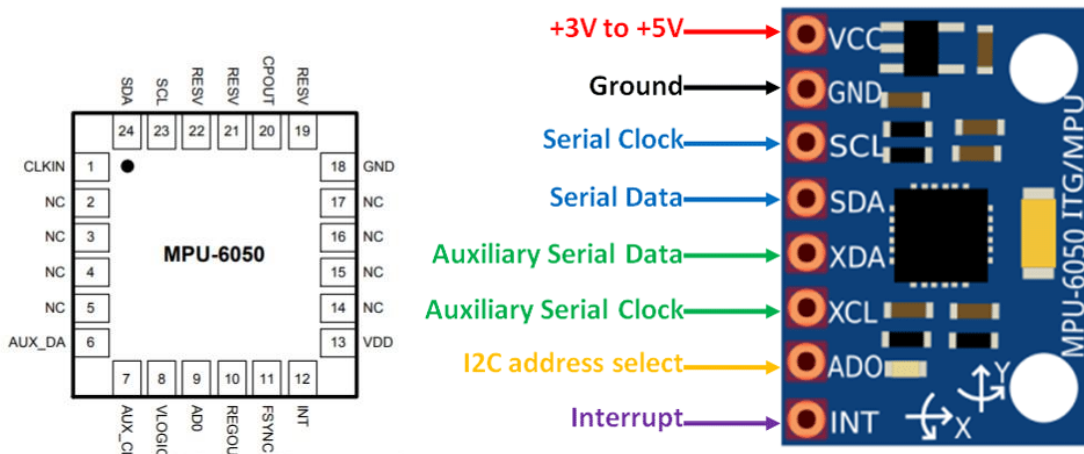 SDA
SCL
RESV
RESV
CPOUT
RESV
24
23
22
21
20
19
CLKIN 1
18 GND
NC 2
17 NC
NC 3
16 NC
MPU-6050
NC 4
15 NC
NC 5
14 NC
AUX_DA 6
13 VDD
7
8
9
10
11
12
VLOGIC
AD0
REGOU
FSYNC
INT
+3V to +5V
VCC
Ground
GND
Serial Clock
SCL
Serial Data
SDA
Auxiliary Serial Data
XDA
Auxiliary Serial Clock
XCL
I2C address select
ADO
Interrupt
INT
X
Y
MPU-6050 ITG/MPU